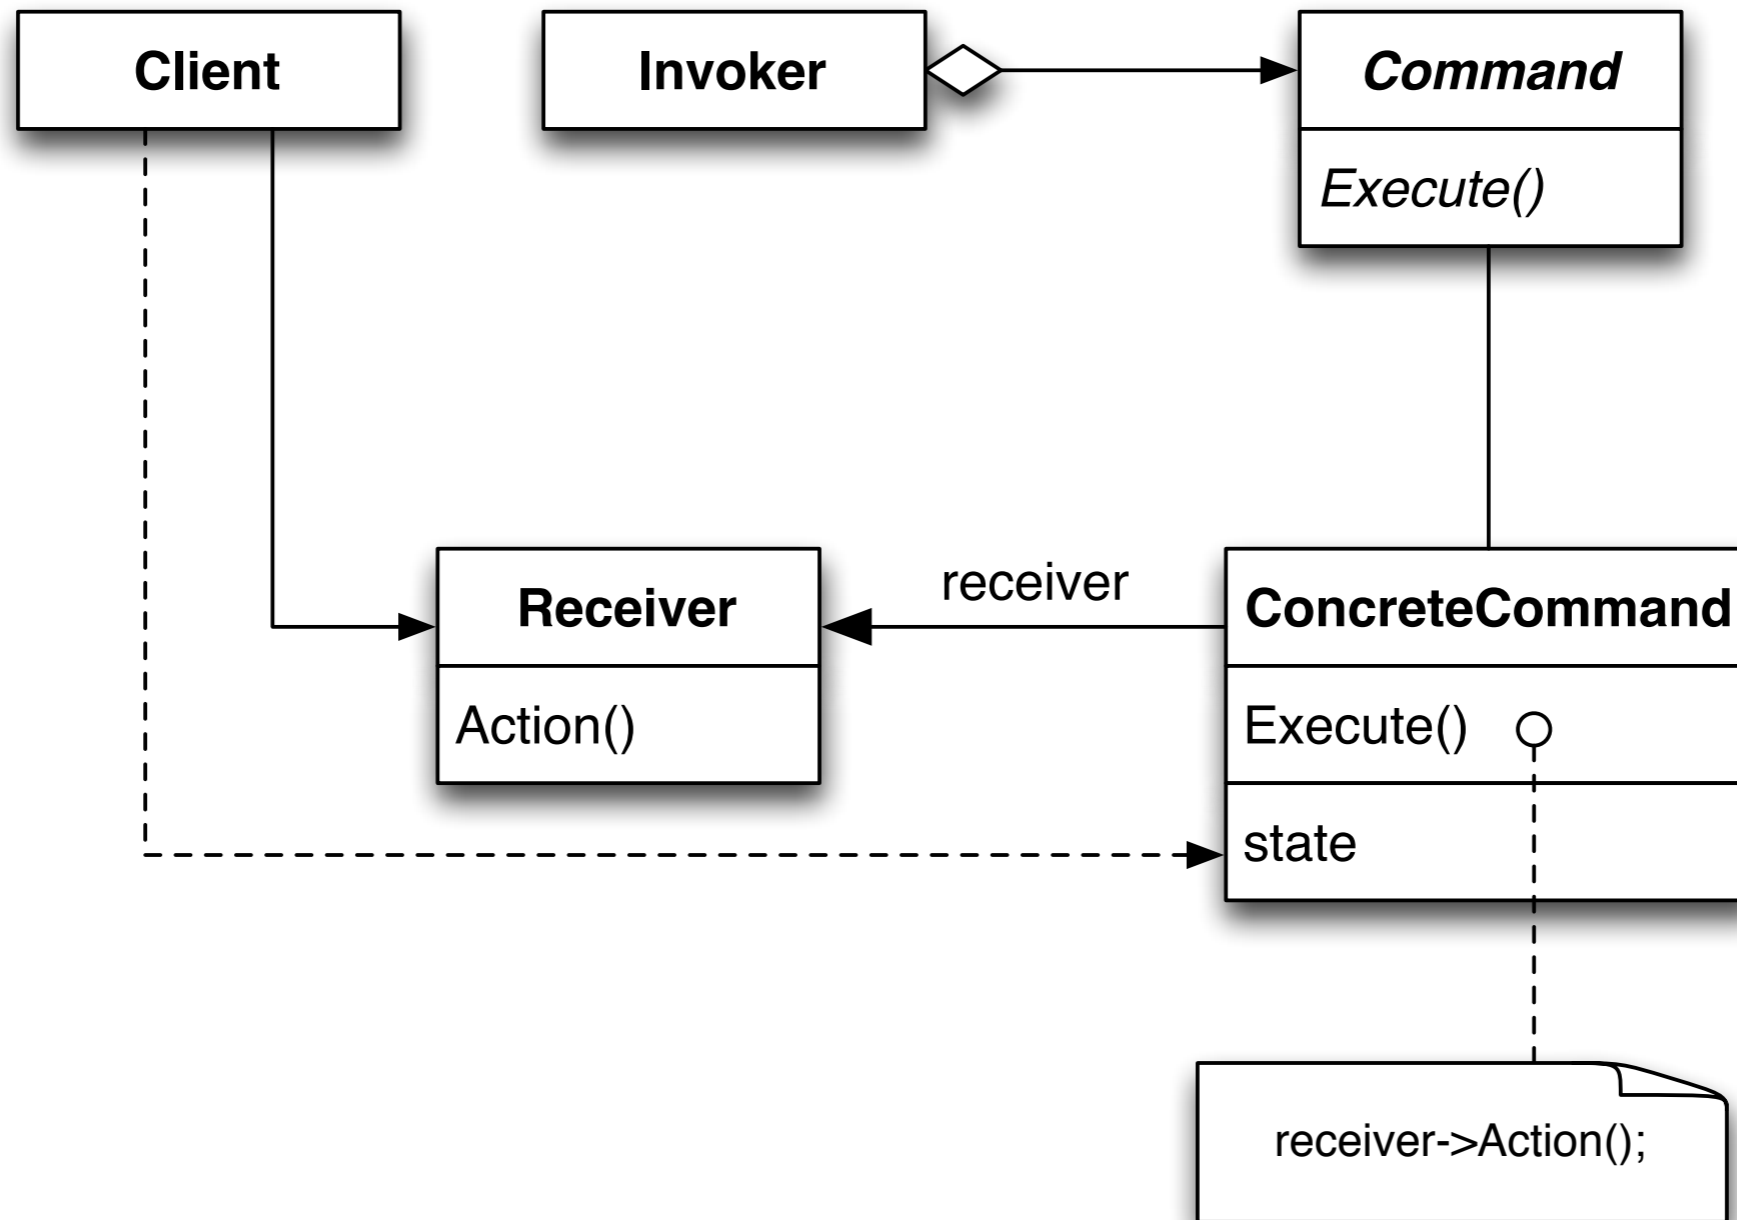 Client
Invoker
Command
Execute()
receiver
Receiver
ConcreteCommand
Action()
Execute()
state
receiver->Action();